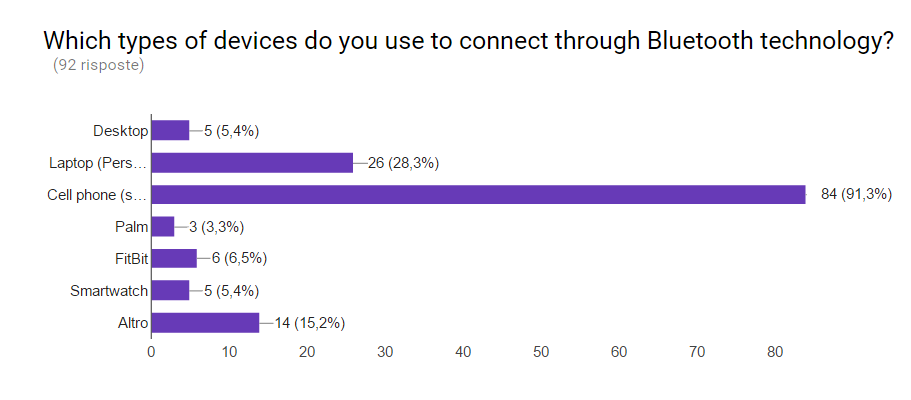 Which types of devices do you use to connect through Bluetooth technology?
(92 risposte)
Desktop 5 (5,4%)
Laptop (Pers... 26 (28,3%)
Cell phone (s... 84 (91,3%)
Palm 3 (3,3%)
FitBit 6 (6,5%)
Smartwatch 5 (5,4%)
Altro 14 (15,2%)
0 10 20 30 40 50 60 70 80